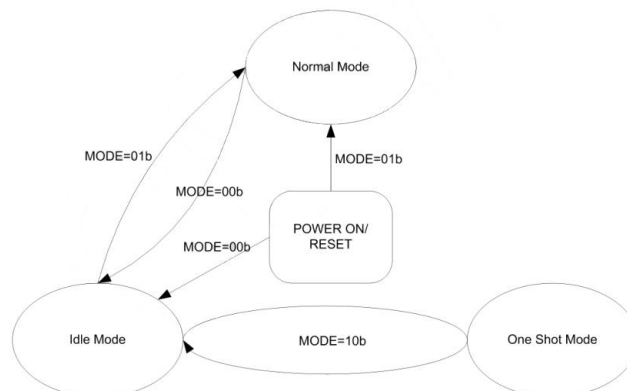 Normal Mode
MODE=01b
MODE=01b
MODE=00b
POWER ON/
RESET
MODE=00b
Idle Mode
MODE=10b
One Shot Mode